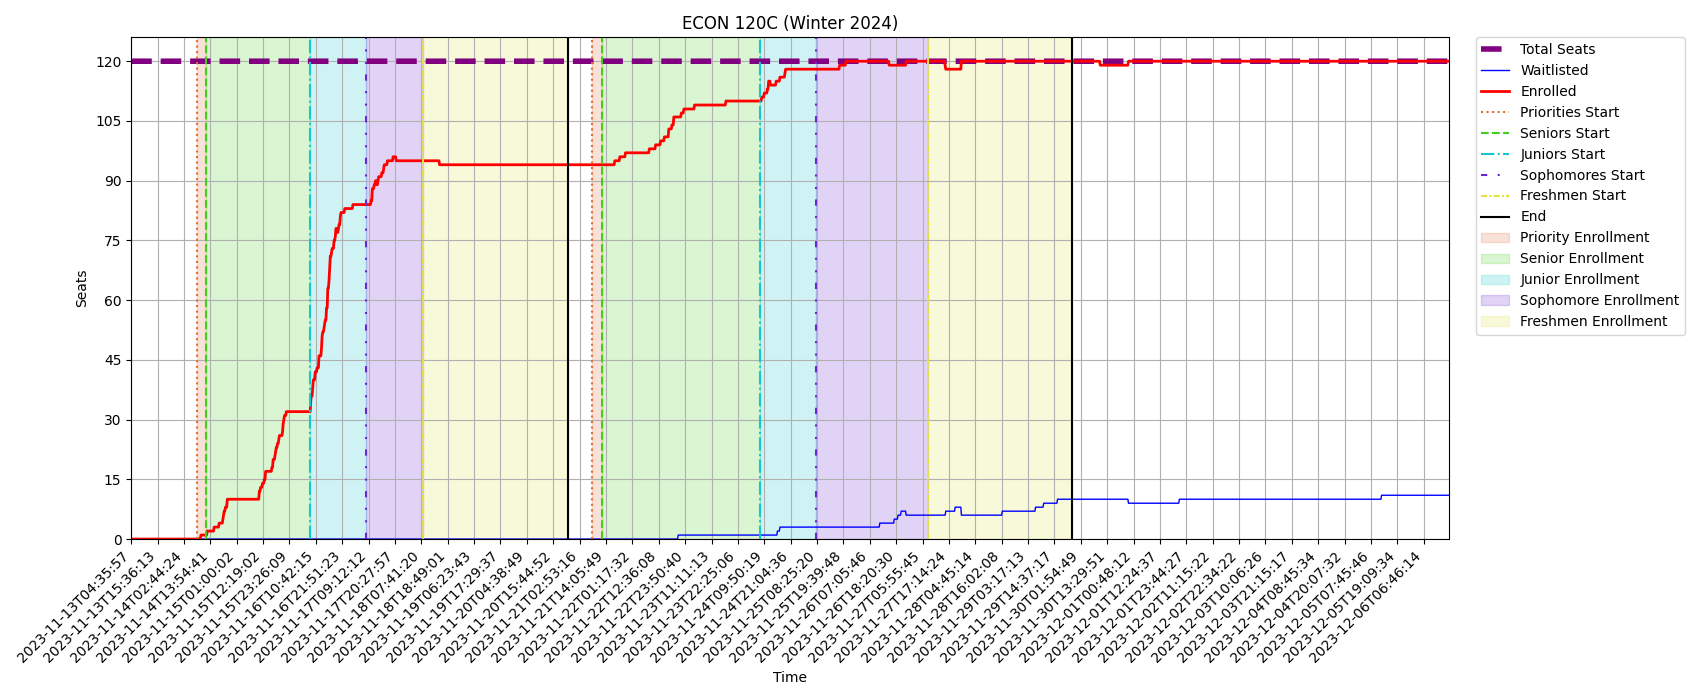 ECON 120C (Winter 2024)
Total Seats
Waitlisted
Enrolled
Priorities Start
Seniors Start
Juniors Start
Sophomores Start
Freshmen Start
End
Priority Enrollment
Senior Enrollment
Junior Enrollment
Sophomore Enrollment
Freshmen Enrollment
Seats
120
105
90
75
60
45
30
15
0
2023-11-13T04:35:57
2023-11-13T15:36:13
2023-11-14T02:44:24
2023-11-14T13:54:41
2023-11-15T01:00:02
2023-11-15T12:19:02
2023-11-15T23:26:09
2023-11-16T10:42:15
2023-11-16T21:51:23
2023-11-17T09:12:12
2023-11-17T20:27:57
2023-11-18T07:41:20
2023-11-18T18:49:01
2023-11-19T06:23:43
2023-11-19T17:29:37
2023-11-20T04:38:49
2023-11-20T15:44:52
2023-11-21T02:53:16
2023-11-21T14:05:49
2023-11-22T01:17:32
2023-11-22T12:36:08
2023-11-22T23:50:40
2023-11-23T11:11:13
2023-11-23T22:25:06
2023-11-24T09:50:19
2023-11-24T21:04:36
2023-11-25T08:25:20
2023-11-25T19:39:48
2023-11-26T07:05:46
2023-11-26T18:20:30
2023-11-27T05:55:45
2023-11-27T17:14:24
2023-11-28T04:45:14
2023-11-28T16:02:08
2023-11-29T03:17:13
2023-11-29T14:37:17
2023-11-30T01:54:49
2023-11-30T13:29:51
2023-12-01T00:48:12
2023-12-01T12:24:37
2023-12-01T23:44:27
2023-12-02T11:15:22
2023-12-02T22:34:22
2023-12-03T10:06:26
2023-12-03T21:15:17
2023-12-04T08:45:34
2023-12-04T20:07:32
2023-12-05T07:45:46
2023-12-05T19:09:34
2023-12-06T06:46:14
Time